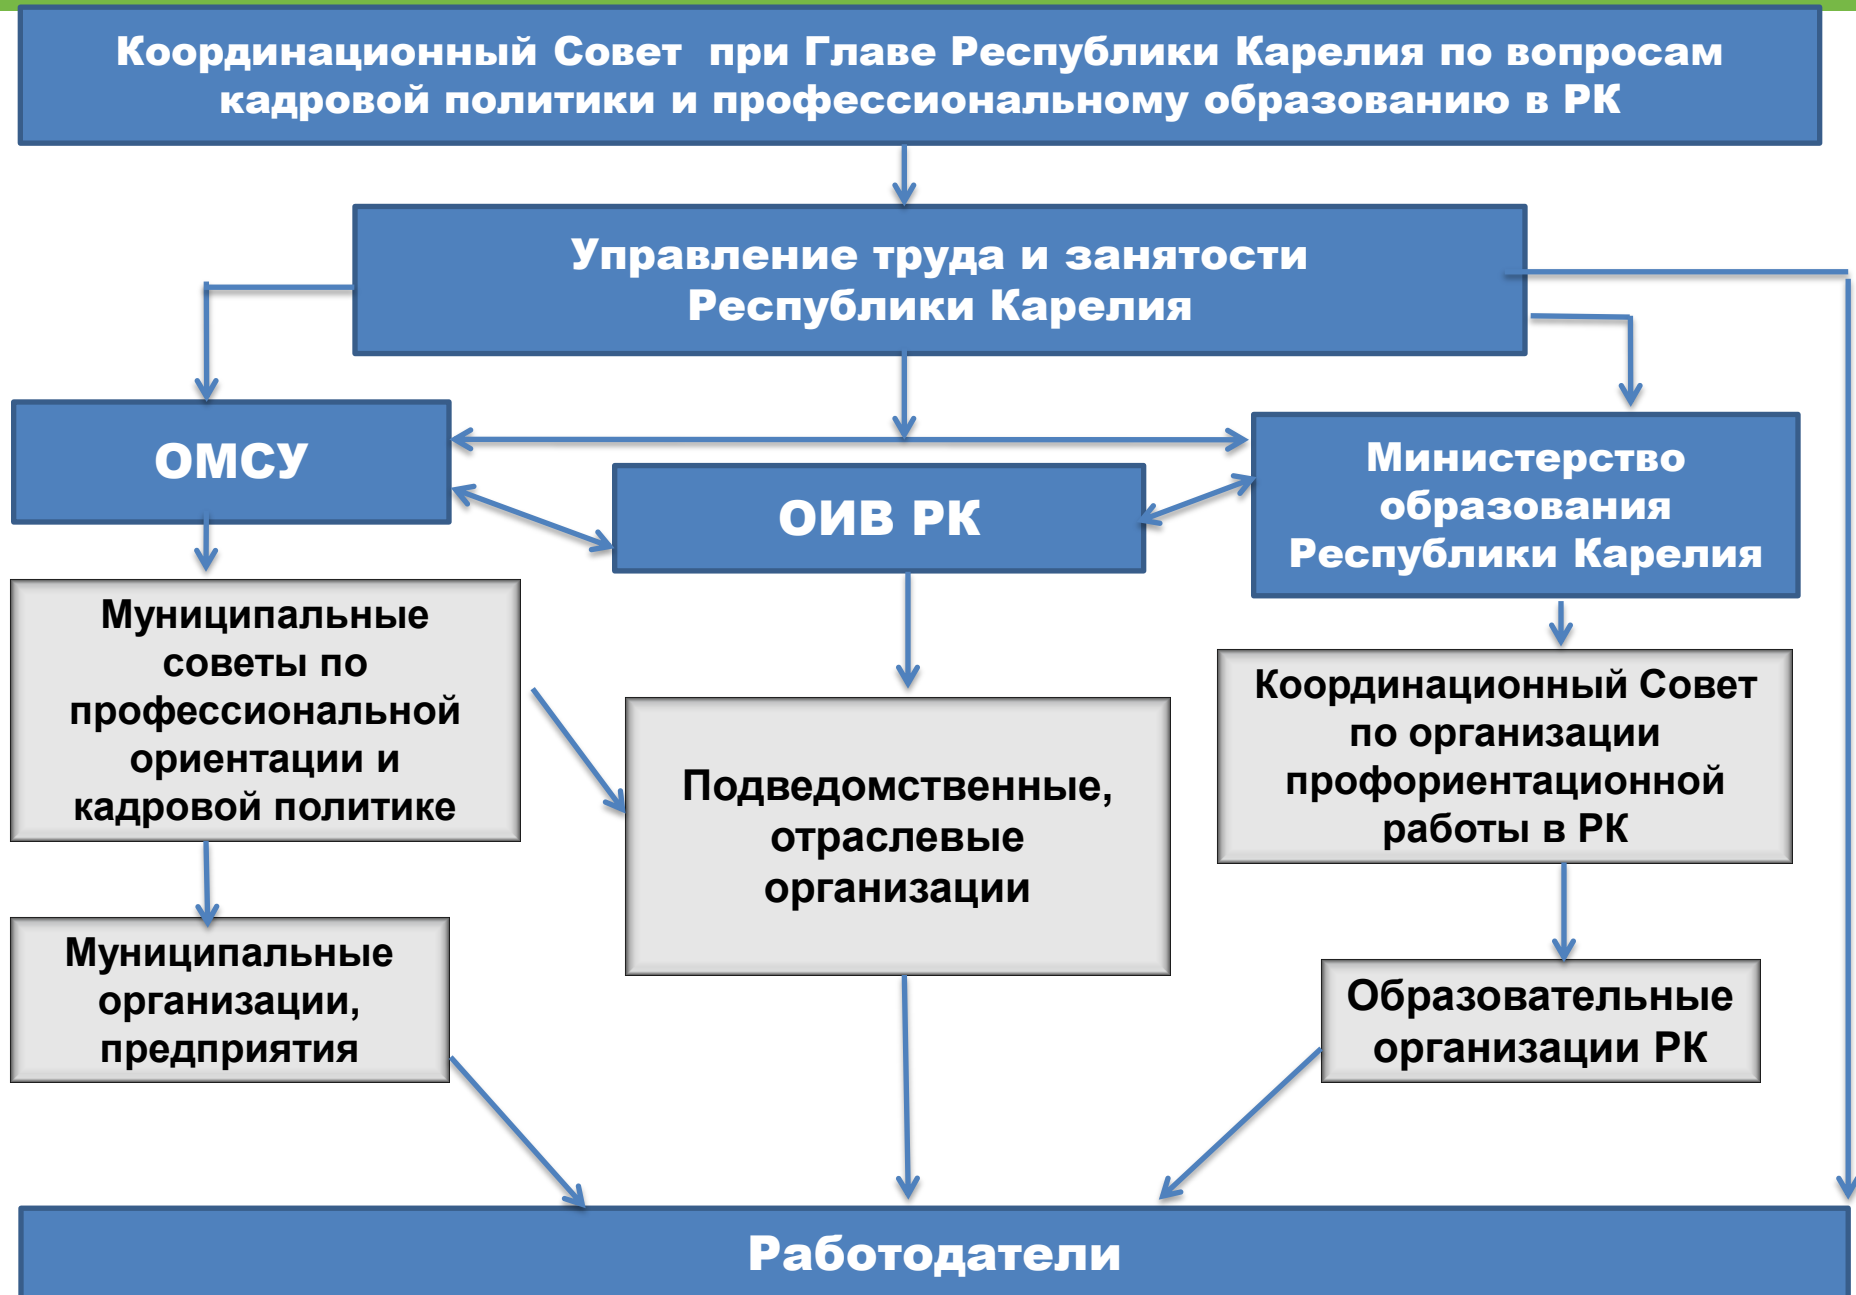 Координационный Совет при Главе Республики Карелия по вопросам
кадровой политики и профессиональному образованию в РК
Управление труда и занятости
Республики Карелия
ОМСУ
ОИВ РК
Министерство
образования
Республики Карелия
Муниципальные
советы по
профессиональной
ориентации и
кадровой политике
Подведомственные,
отраслевые
организации
Координационный Совет
по организации
профориентационной
работы в РК
Муниципальные
организации,
предприятия
Образовательные
организации РК
Работодатели